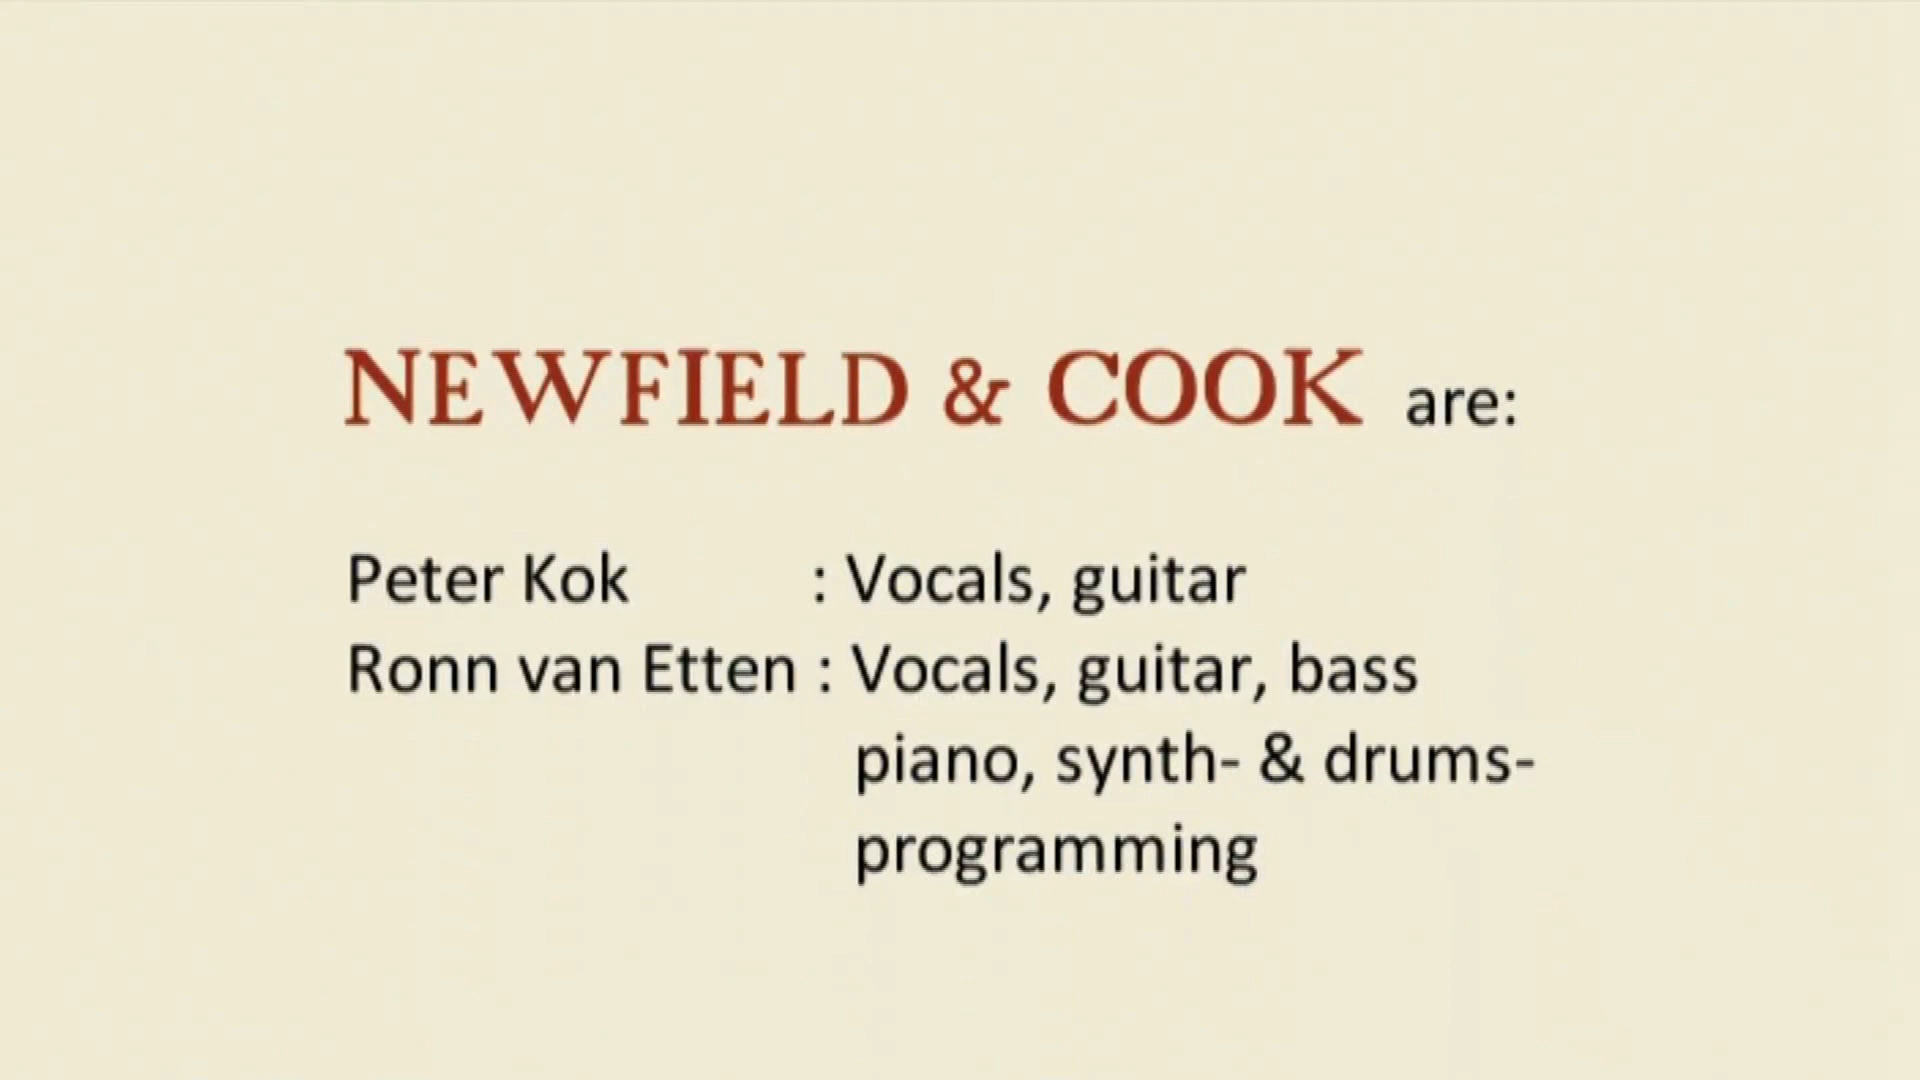 NEWFIELD & COOK are:
Peter Kok : Vocals, guitar
Ronn van Etten : Vocals, guitar, bass
piano, synth- & drums-
programming